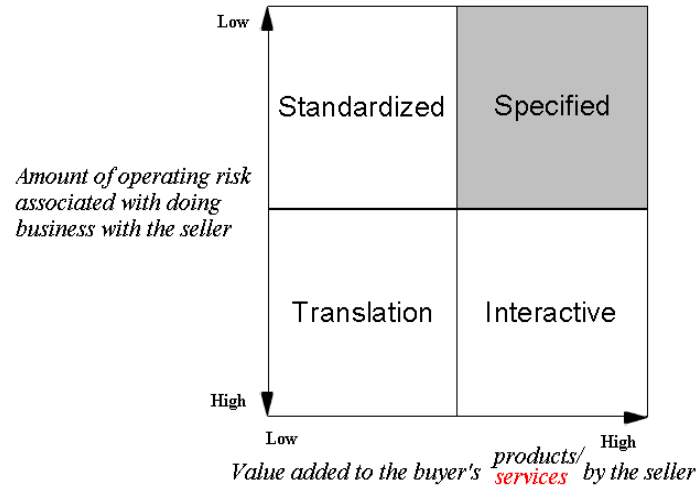 Low
Standardized
Specified
Amount of operating risk
associated with doing
business with the seller
Translation
Interactive
High
Low
High
Value added to the buyer's products/ services by the seller